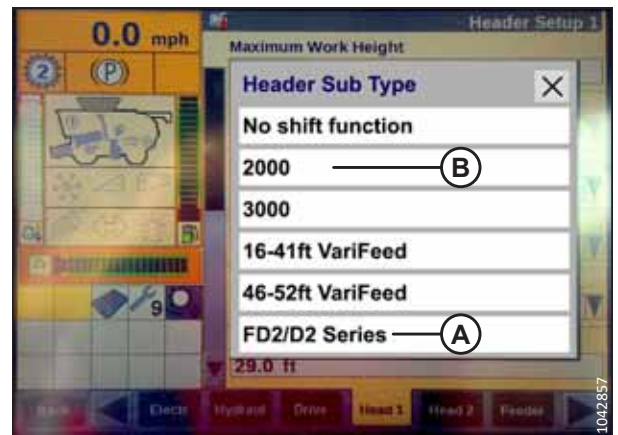 0.0 mph
Header Setup 1
Maximum Work Height
2
(P)
Header Sub Type
No shift function
2000
B
3000
16-41ft VariFeed
46-52ft VariFeed
9
FD2/D2 Series
A
29.0 ft
Back
Electr
Hydraul
Drive
Head 1
Head 2
Feeder
1042857